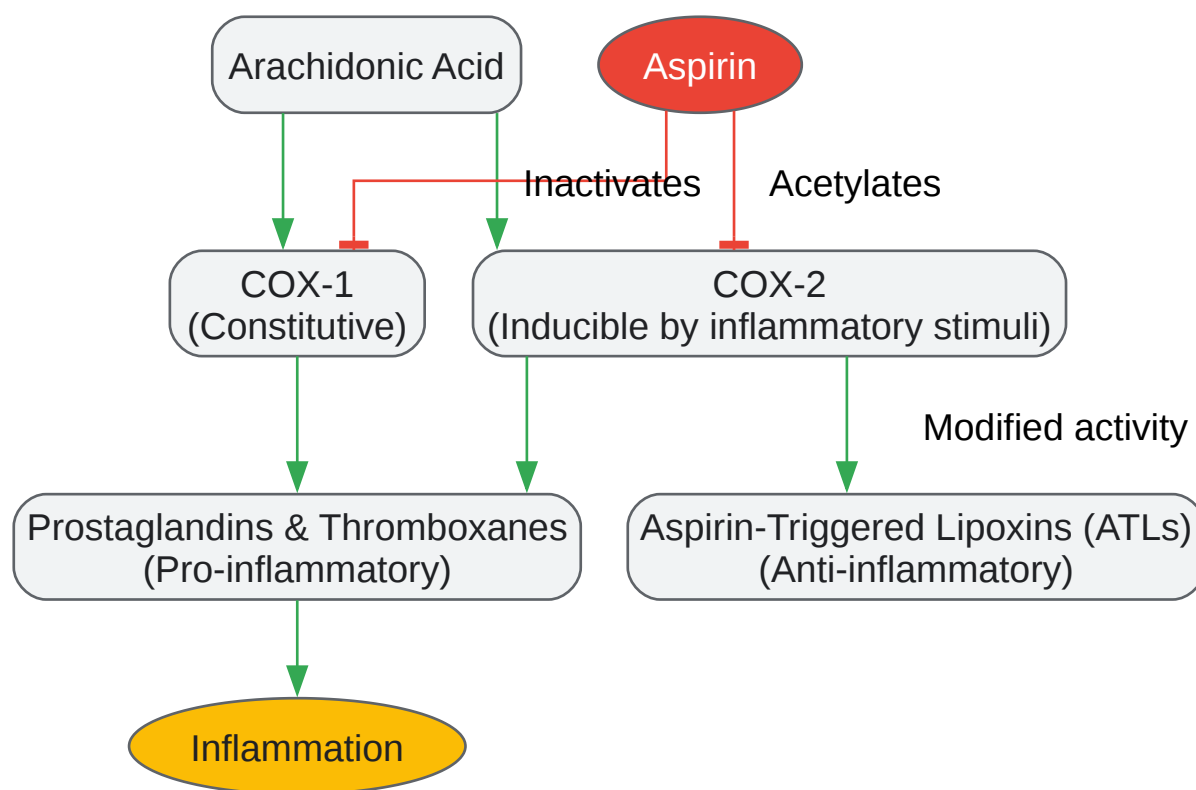 Arachidonic Acid
Aspirin
Inactivates
Acetylates
COX-1
(Constitutive)
COX-2
(Inducible by inflammatory stimuli)
Modified activity
Prostaglandins & Thromboxanes
(Pro-inflammatory)
Aspirin-Triggered Lipoxins (ATLs)
(Anti-inflammatory)
Inflammation